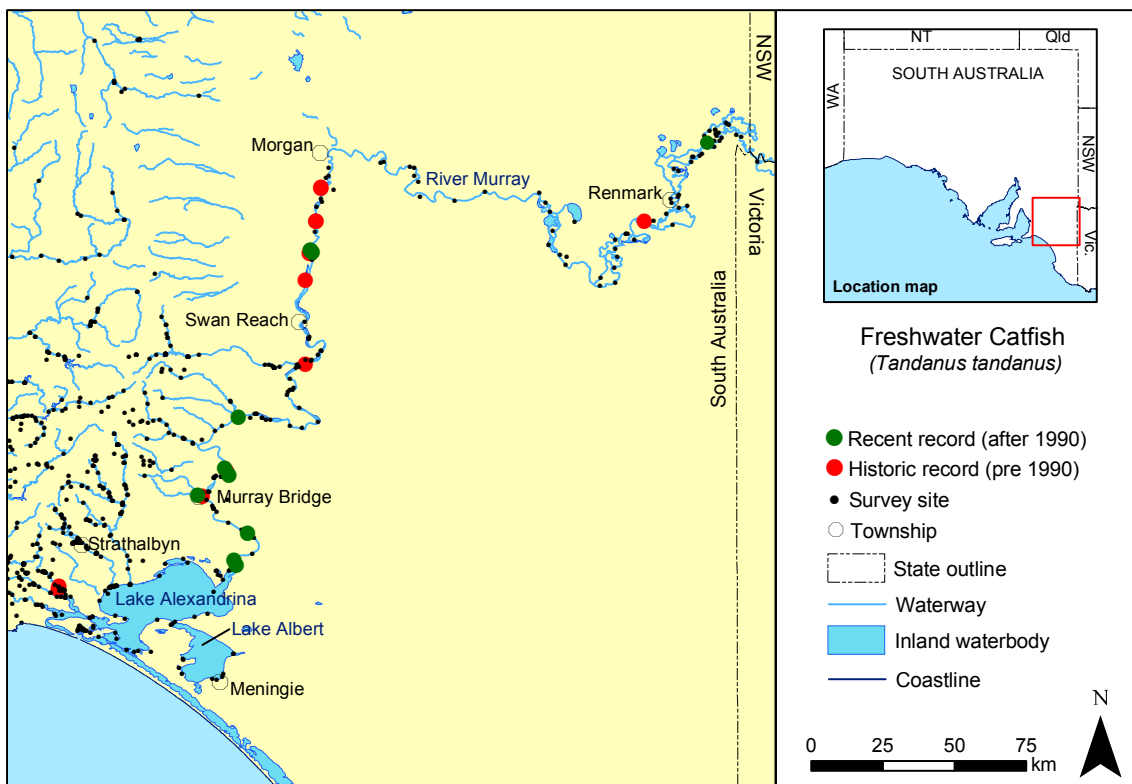 NSW
Morgan
River Murray
Renmark
Victoria
South Australia
Swan Reach
Murray Bridge
Strathalbyn
Lake Alexandrina
Lake Albert
Meningie
NT
Qld
SOUTH AUSTRALIA
WA
NSW
Vic.
Location map
Freshwater Catfish
(Tandanus tandanus)
Recent record (after 1990)
Historic record (pre 1990)
Survey site
Township
State outline
Waterway
Inland waterbody
Coastline
N
0 25 50 75
km